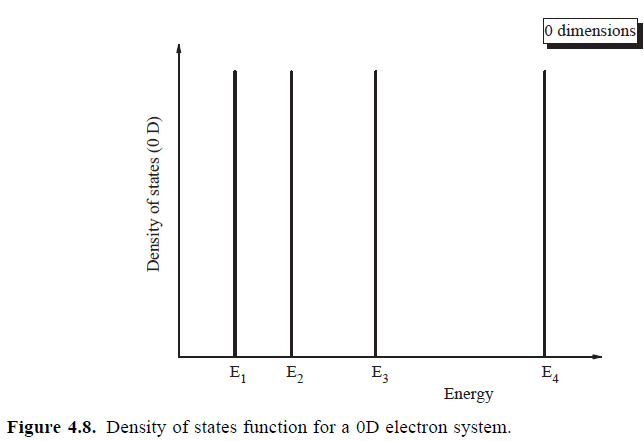 0 dimensions
Density of states (0 D)
E₁ E₂ E₃ E₄
Energy
Figure 4.8. Density of states function for a 0D electron system.